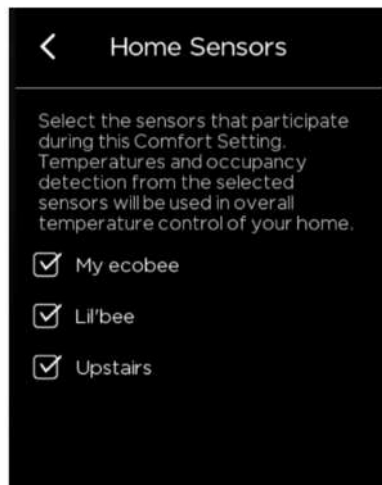 Home Sensors
Select the sensors that participate
during this Comfort Setting.
Temperatures and occupancy
detection from the selected
sensors will be used in overall
temperature control of your home.
My ecobee
Lil'bee
Upstairs